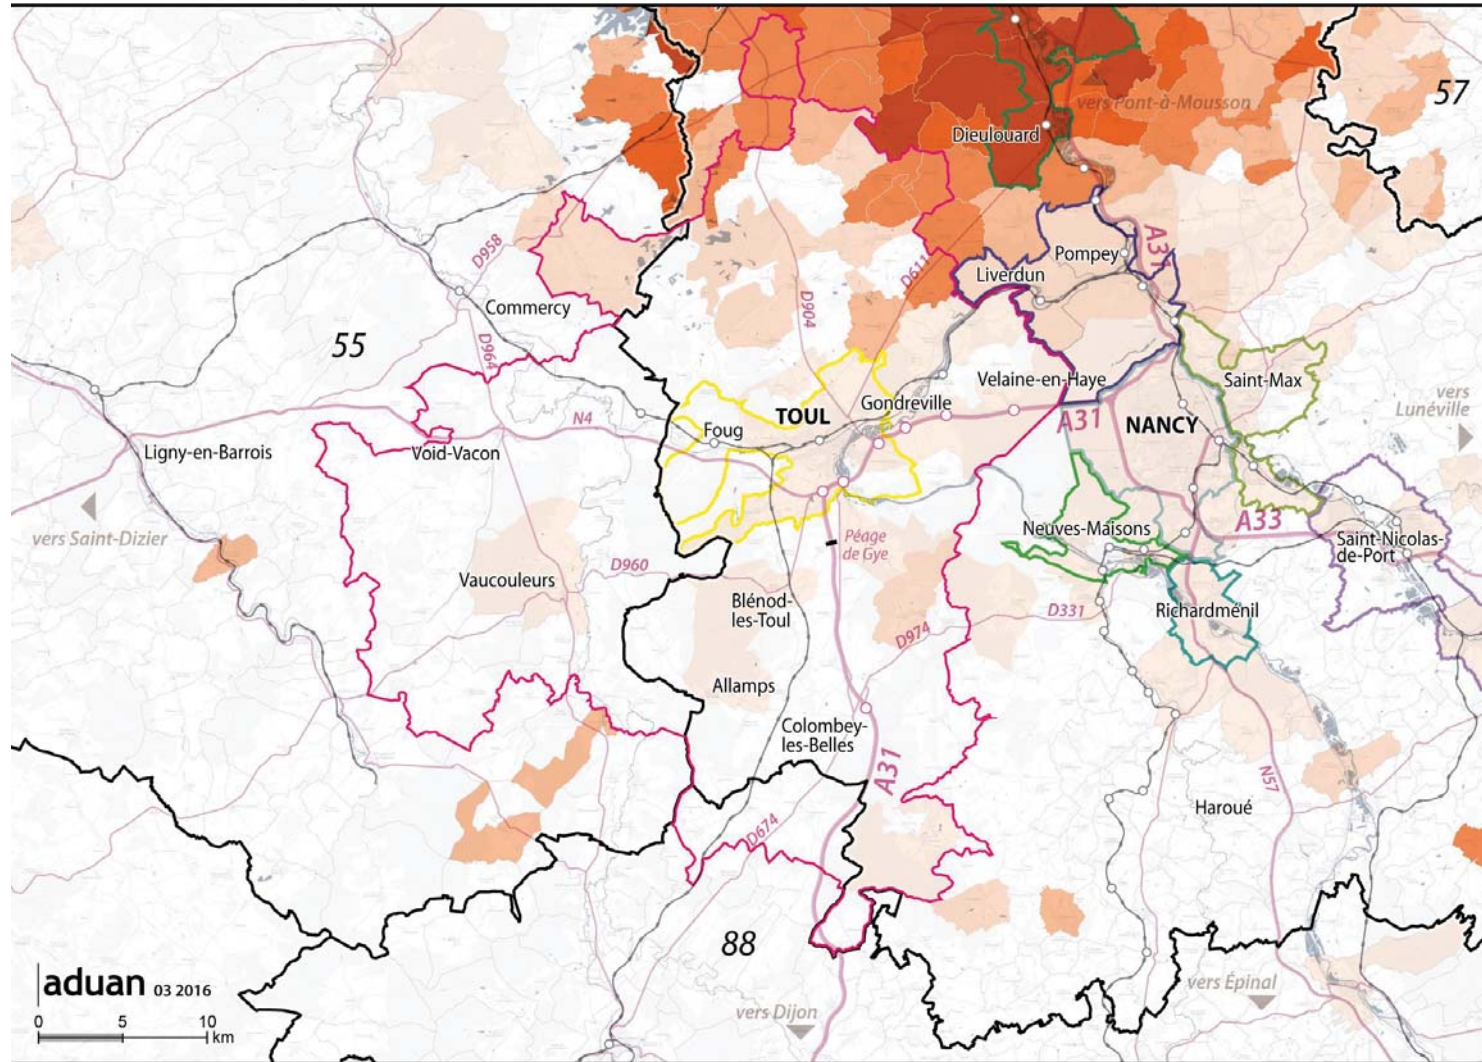 57
vers Pont-à-Mousson
Dieulouard
A31
Pompey
D958
Liverdun
D611
Commercy
D904
55
D964
Velaine-en-Haye
Saint-Max
vers
Lunéville
Gondreville
TOUL
A31
NANCY
N4
Foug
Ligny-en-Barrois
Void-Vacon
A33
Neuves-Maisons
vers Saint-Dizier
Péage
de Gye
Saint-Nicolas-
de-Port
D960
Vaucouleurs
Blénod-
les-Toul
D331
Richardménil
D974
Allamps
Colombey-
les-Belles
A31
N57
Haroué
D674
88
aduan 03 2016
vers Épinal
vers Dijon
0 5 10
km